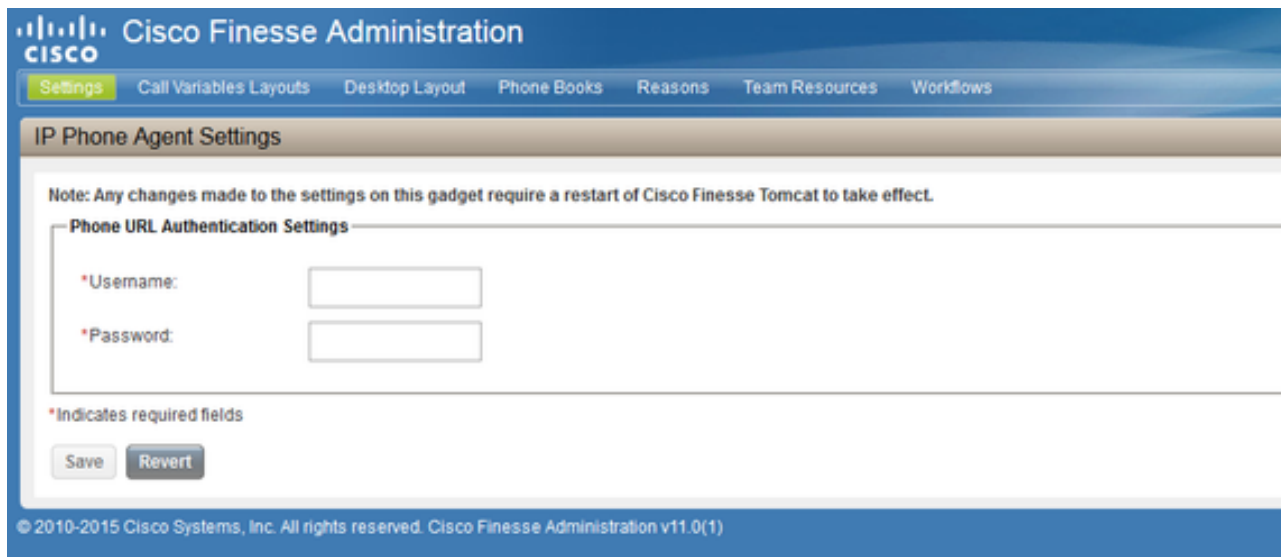 CISCO
Cisco Finesse Administration
Settings Call Variables Layouts Desktop Layout Phone Books Reasons Team Resources Workflows
IP Phone Agent Settings
Note: Any changes made to the settings on this gadget require a restart of Cisco Finesse Tomcat to take effect.
Phone URL Authentication Settings
*Username:
*Password:
*Indicates required fields
Save Revert
© 2010-2015 Cisco Systems, Inc. All rights reserved. Cisco Finesse Administration v11.0(1)